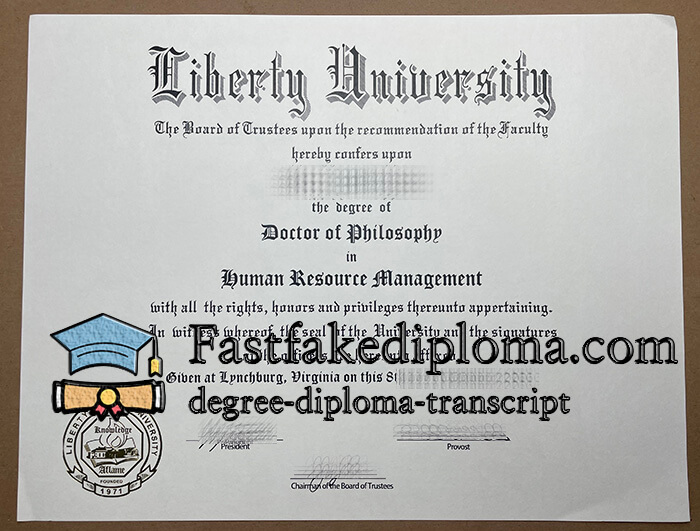 Liberty University
The Board of Trustees upon the recommendation of the Faculty
hereby confers upon
the degree of
Doctor of Philosophy
in
Human Resource Management
with all the rights, honors and privileges thereunto appertaining.
In witness whereof, the seal of the University and the signatures
Fastfakediploma.com
Given at Lynchburg, Virginia on this 8
degree-diploma-transcript
LIBERTY UNIVERSITY
Knowledge
Aflame
FOUNDED
1971
President
Provost
Chairman of the Board of Trustees